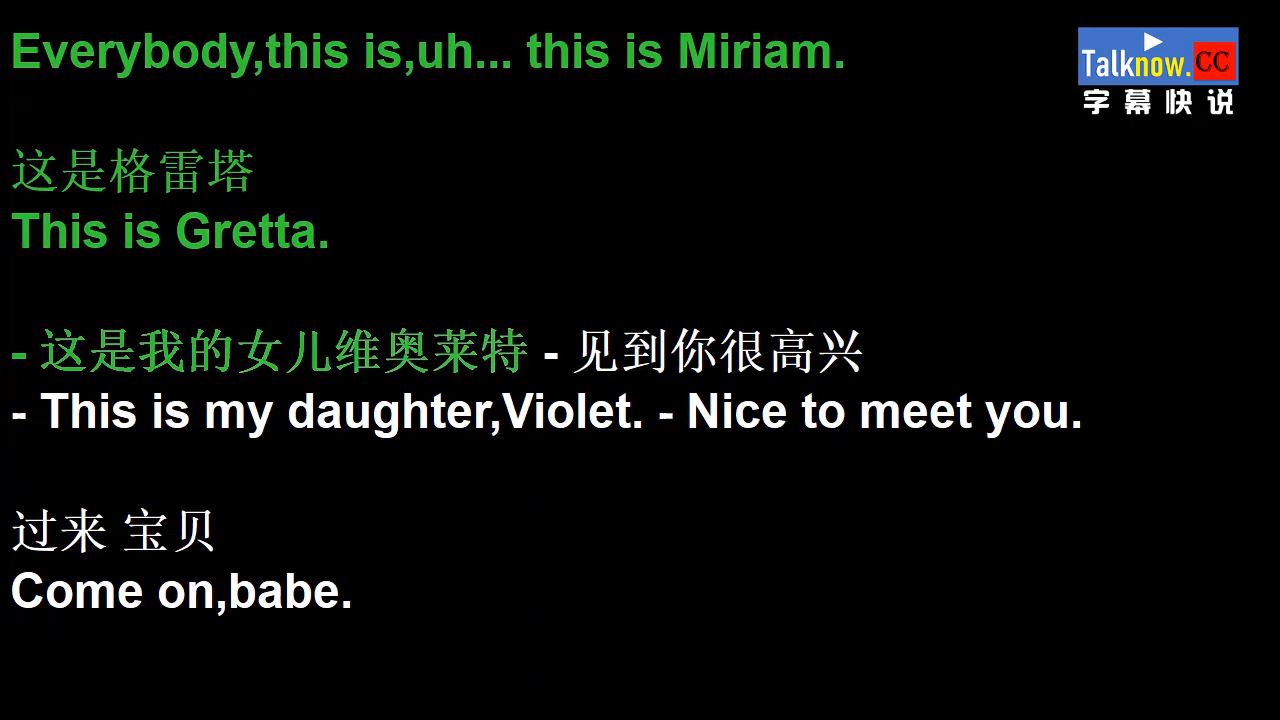 Everybody,this is,uh... this is Miriam.
Talknow.CC
字幕快说
这是格雷塔
This is Gretta.
- 这是我的女儿维奥莱特 - 见到你很高兴
- This is my daughter,Violet. - Nice to meet you.
过来 宝贝
Come on,babe.